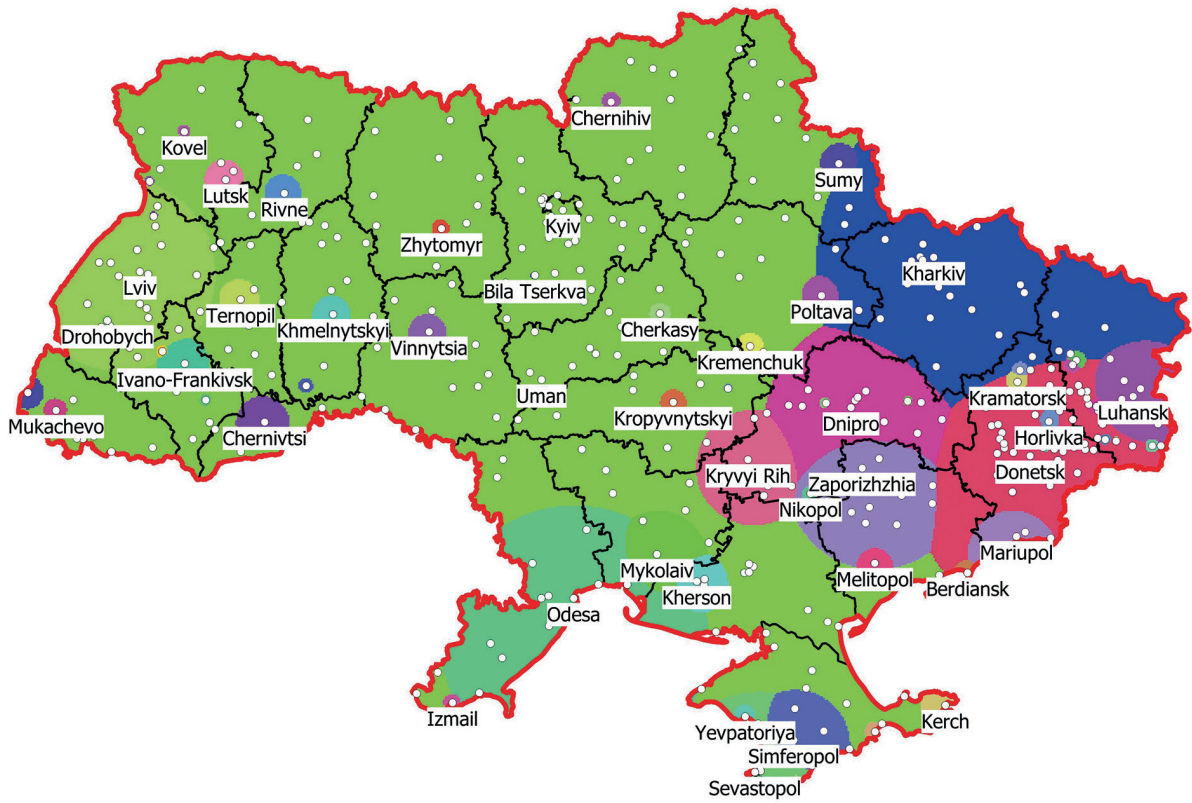 Chernihiv
Kovel
Sumy
Lutsk
Rivne
Kyiv
Zhytomyr
Kharkiv
Lviv
Bila Tserkva
Ternopil
Poltava
Khmelnytskyi
Cherkasy
Drohobych
Vinnytsia
Kremenchuk
Ivano-Frankivsk
Uman
Kramatorsk
Luhansk
Mukachevo
Kropyvnytskyi
Dnipro
Chernivtsi
Horlivka
Donetsk
Kryvyi Rih
Zaporizhzhia
Nikopol
Mariupol
Mykolaiv
Melitopol
Berdiansk
Kherson
Odesa
Izmail
Kerch
Yevpatoriya
Simferopol
Sevastopol